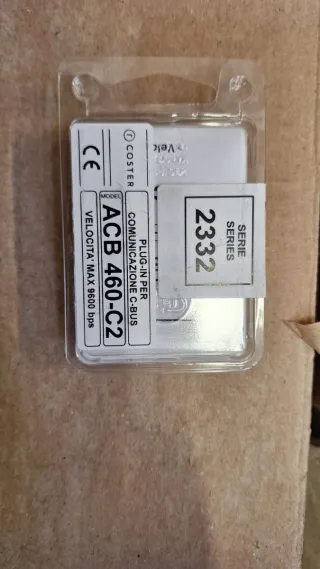 COSTER
PLUG-IN PER
COMUNICAZIONE C-BUS
MODEL
ACB 460-C2
VELOCITA' MAX 9600 bps
CE
SERIE
SERIES
2332